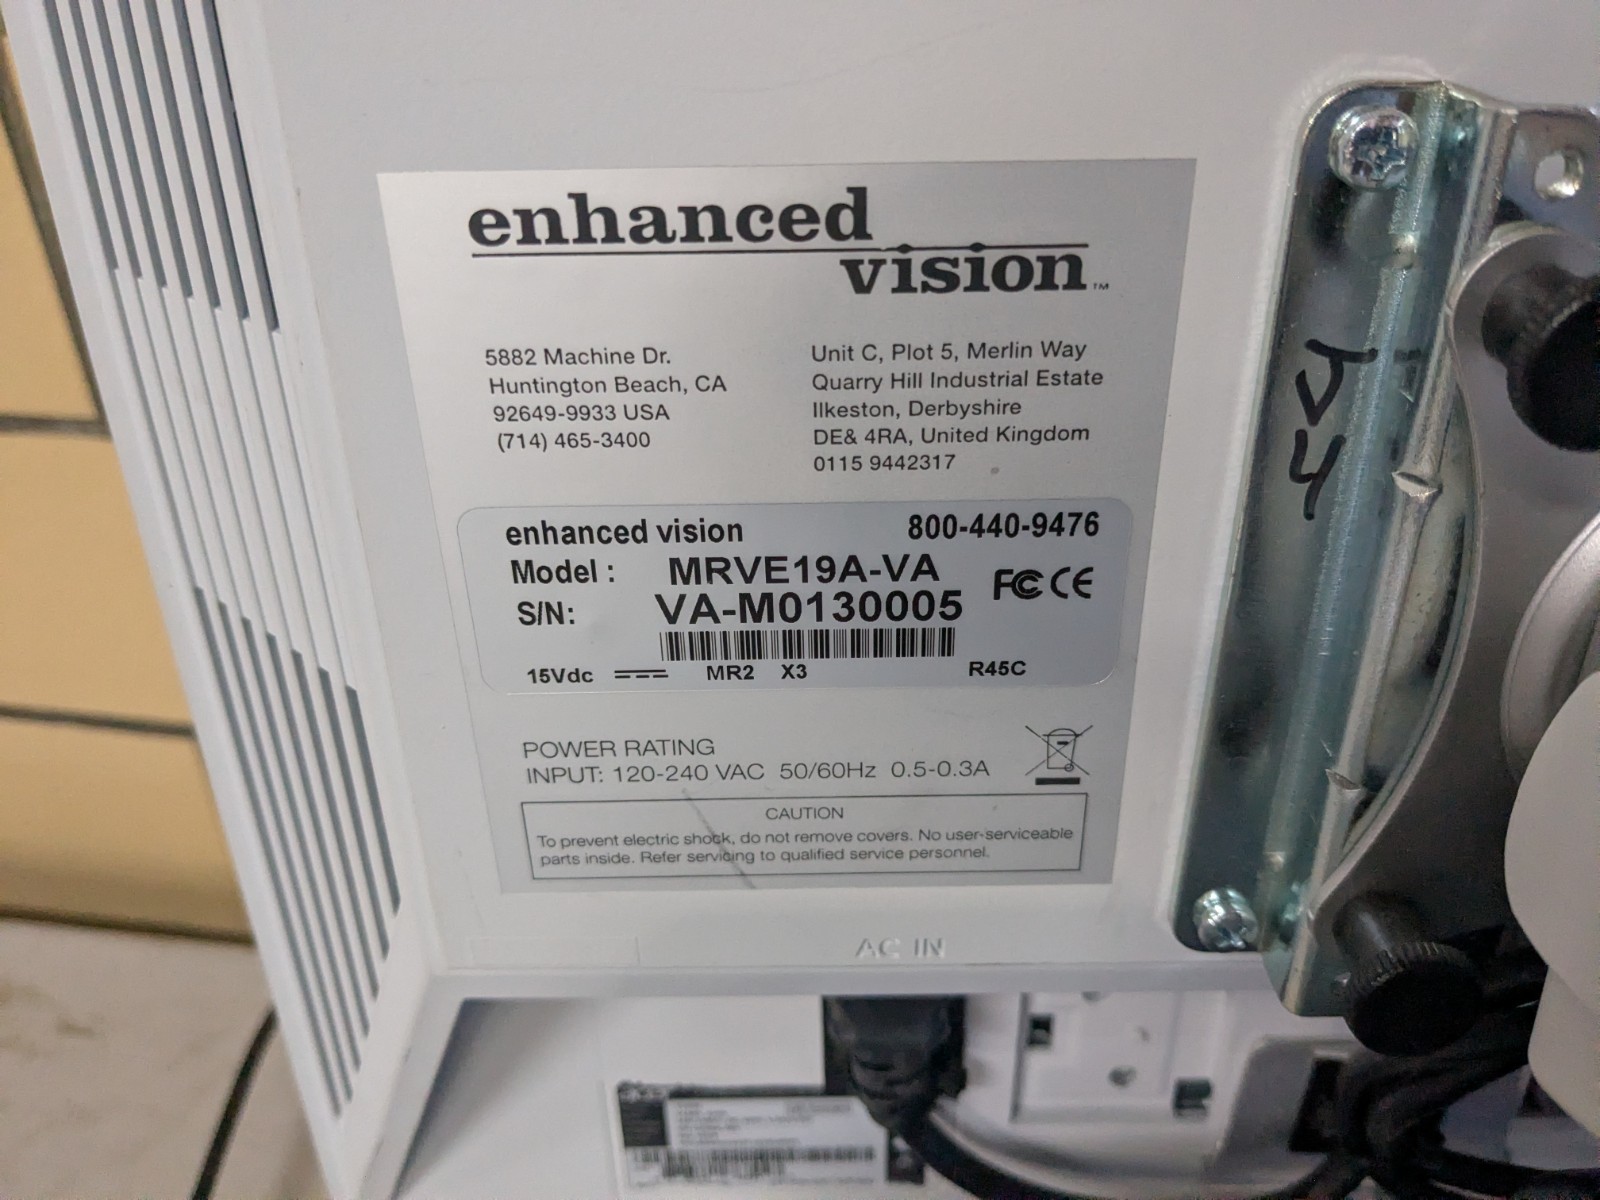 enhanced
vision™
5882 Machine Dr.
Huntington Beach, CA
92649-9933 USA
(714) 465-3400
Unit C, Plot 5, Merlin Way
Quarry Hill Industrial Estate
Ilkeston, Derbyshire
DE& 4RA, United Kingdom
0115 9442317
enhanced vision 800-440-9476
Model : MRVE19A-VA FC CE
S/N: VA-M0130005
15Vdc MR2 X3 R45C
POWER RATING
INPUT: 120-240 VAC 50/60Hz 0.5-0.3A
CAUTION
To prevent electric shock, do not remove covers. No user-serviceable
parts inside. Refer servicing to qualified service personnel.
AC IN